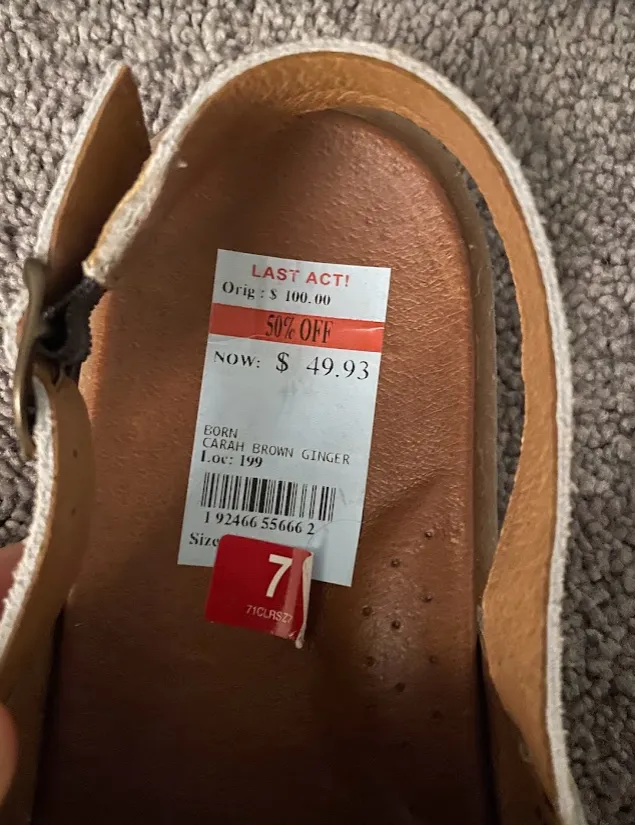 LAST ACT!
Orig : $ 100.00
50% OFF
NOW: $ 49.93
BORN
CARAH BROWN GINGER
Loc: 199
1 92466 55666 2
Size
7